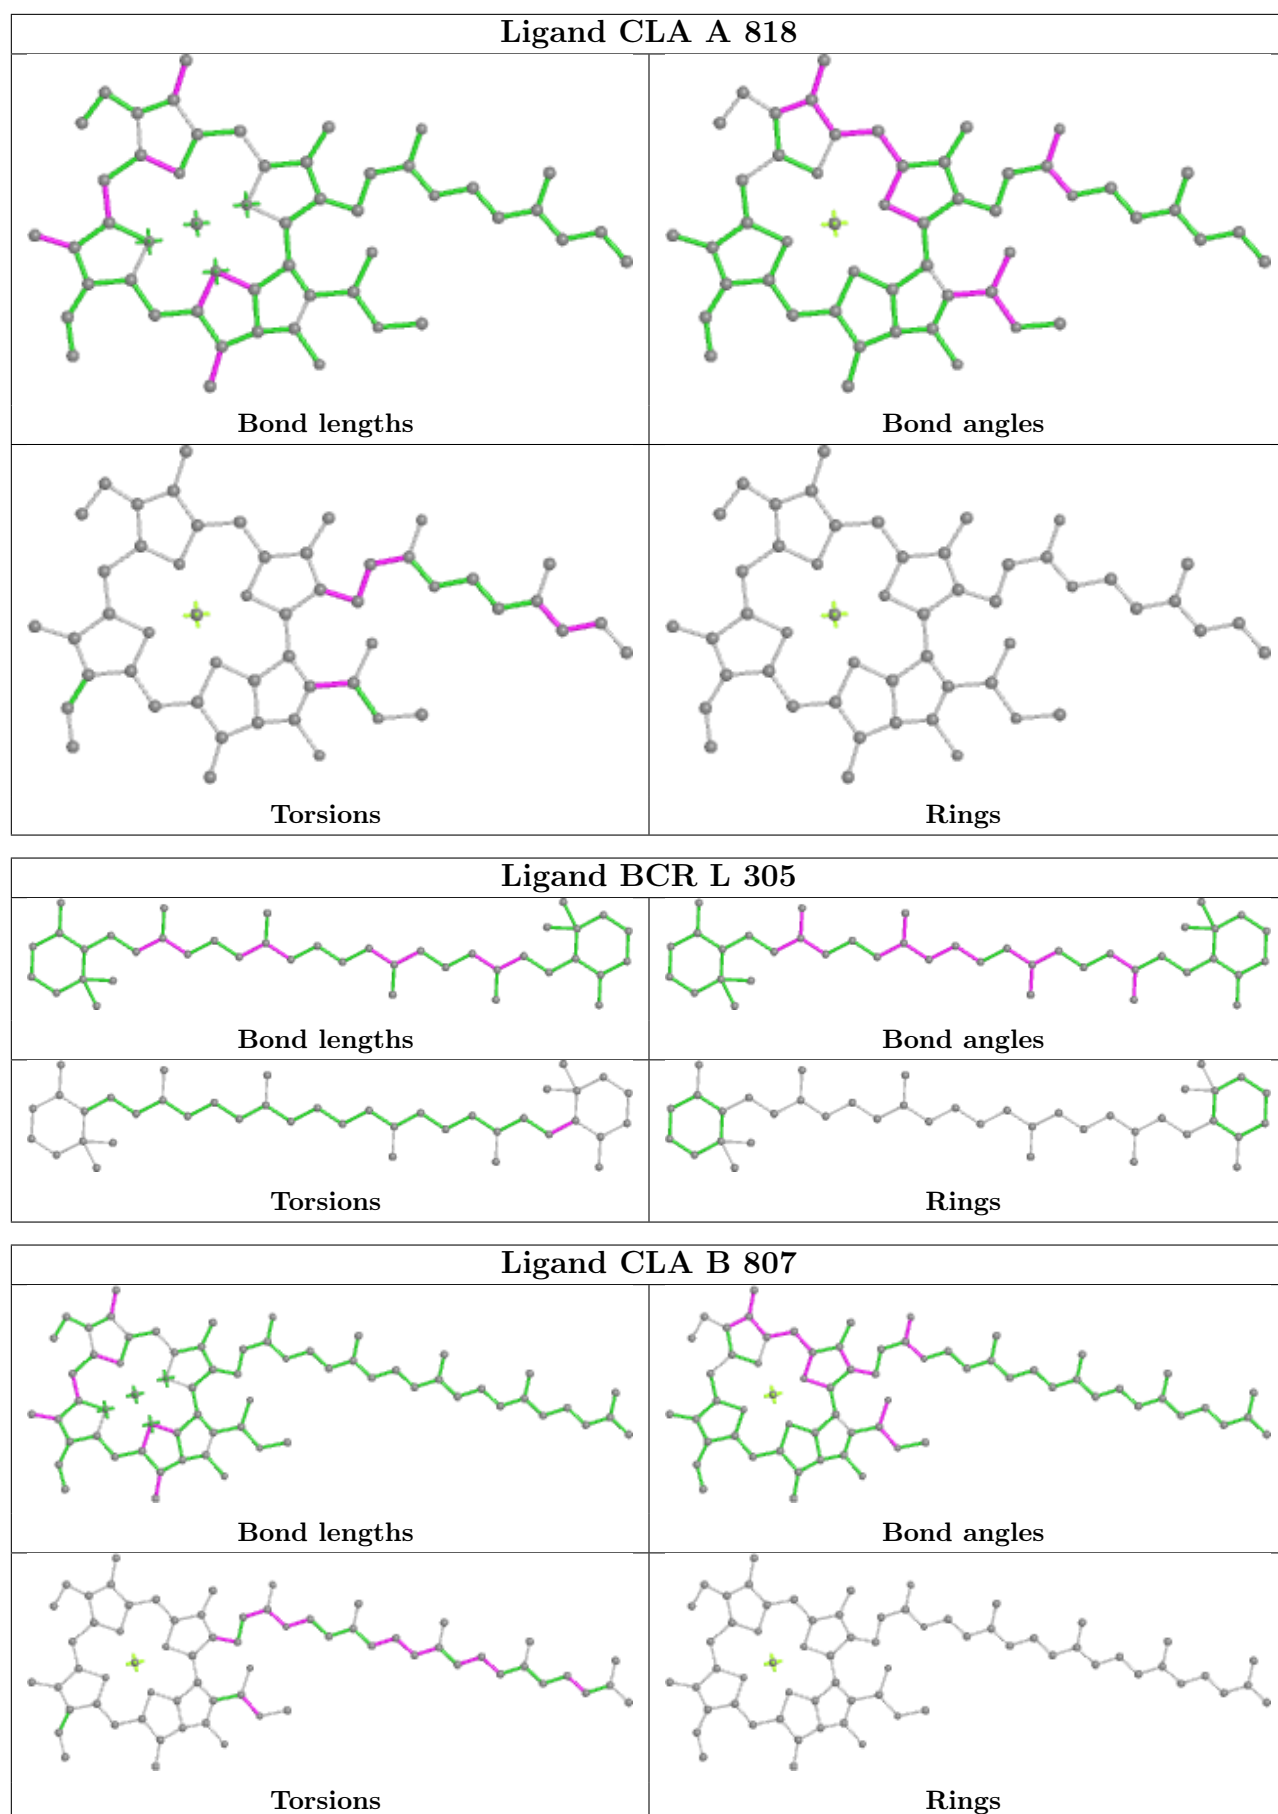 Ligand CLA A 818
Bond lengths
Bond angles
Torsions
Rings
Ligand BCR L 305
Bond lengths
Bond angles
Torsions
Rings
Ligand CLA B 807
Bond lengths
Bond angles
Torsions
Rings